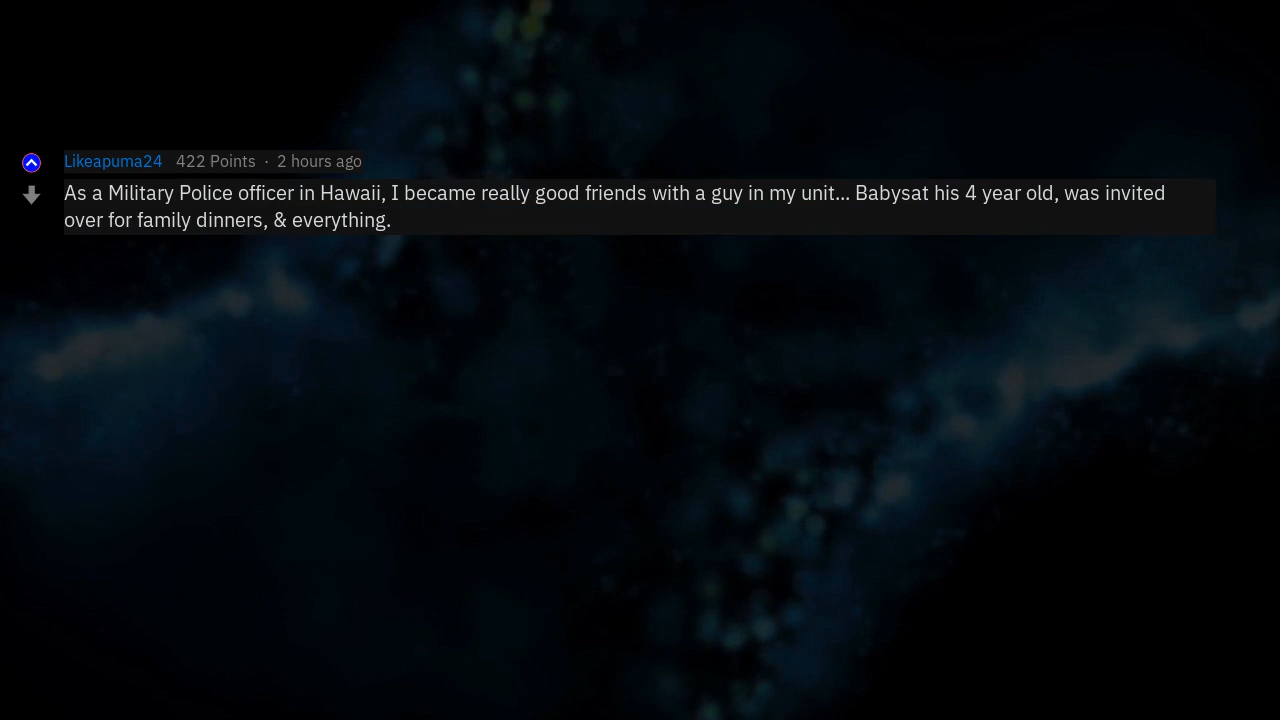 Likeapuma24 422 Points · 2 hours ago
As a Military Police officer in Hawaii, I became really good friends with a guy in my unit... Babysat his 4 year old, was invited
over for family dinners, & everything.